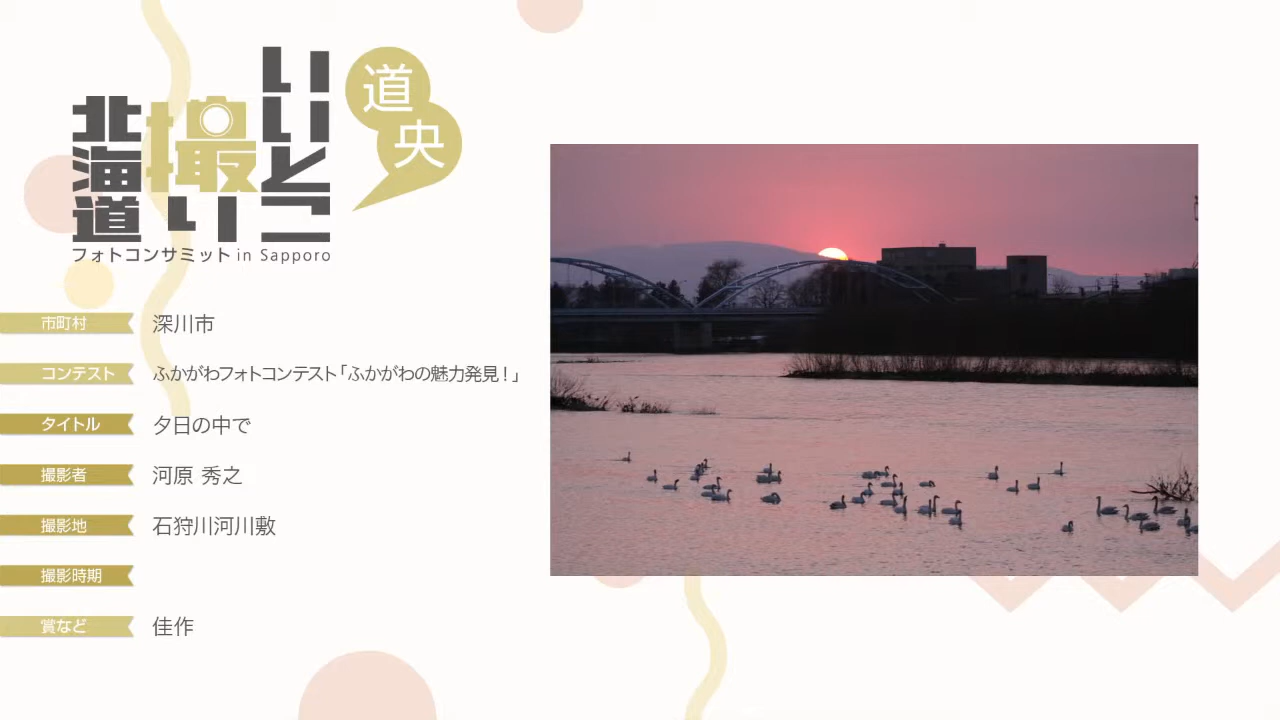 北海道
撮り
いいとこ
道央
フォトコンサミット in Sapporo
市町村 深川市
コンテスト ふかがわフォトコンテスト「ふかがわの魅力発見！」
タイトル 夕日の中で
撮影者 河原 秀之
撮影地 石狩川河川敷
撮影時期
賞など 佳作